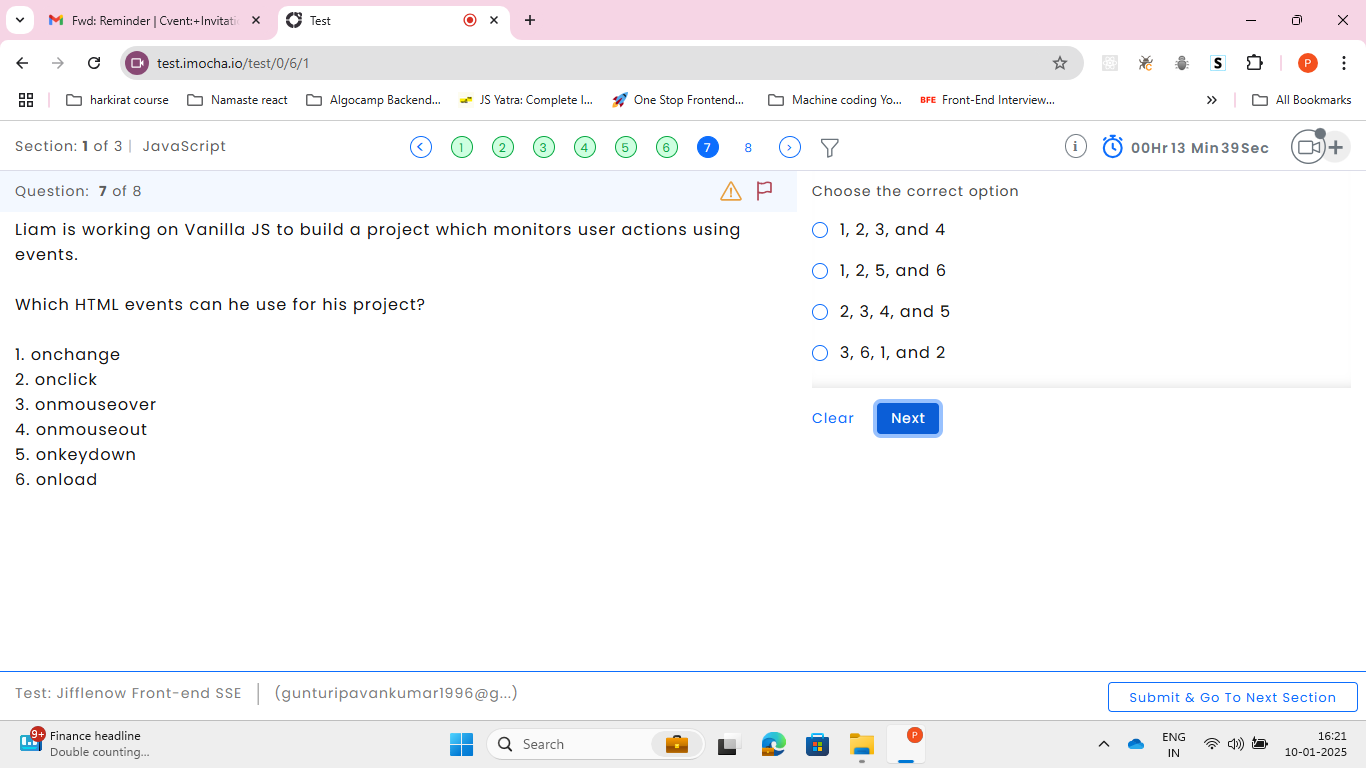 Fwd: Reminder | Cvent:+Invitati
Test
test.imocha.io/test/0/6/1
S
P
harkirat course
Namaste react
Algocamp Backend...
JS Yatra: Complete I...
One Stop Frontend...
Machine coding Yo...
BFE
Front-End Interview...
All Bookmarks
Section: 1 of 3 | JavaScript
1
2
3
4
5
6
7
8
00Hr 13 Min 39Sec
Question: 7 of 8
Choose the correct option
Liam is working on Vanilla JS to build a project which monitors user actions using
events.
Which HTML events can he use for his project?
1. onchange
2. onclick
3. onmouseover
4. onmouseout
5. onkeydown
6. onload
1, 2, 3, and 4
1, 2, 5, and 6
2, 3, 4, and 5
3, 6, 1, and 2
Clear
Next
Test: Jifflenow Front-end SSE | (gunturipavankumar1996@g...)
Submit & Go To Next Section
9+
Finance headline
Double counting...
Search
P
ENG
IN
16:21
10-01-2025